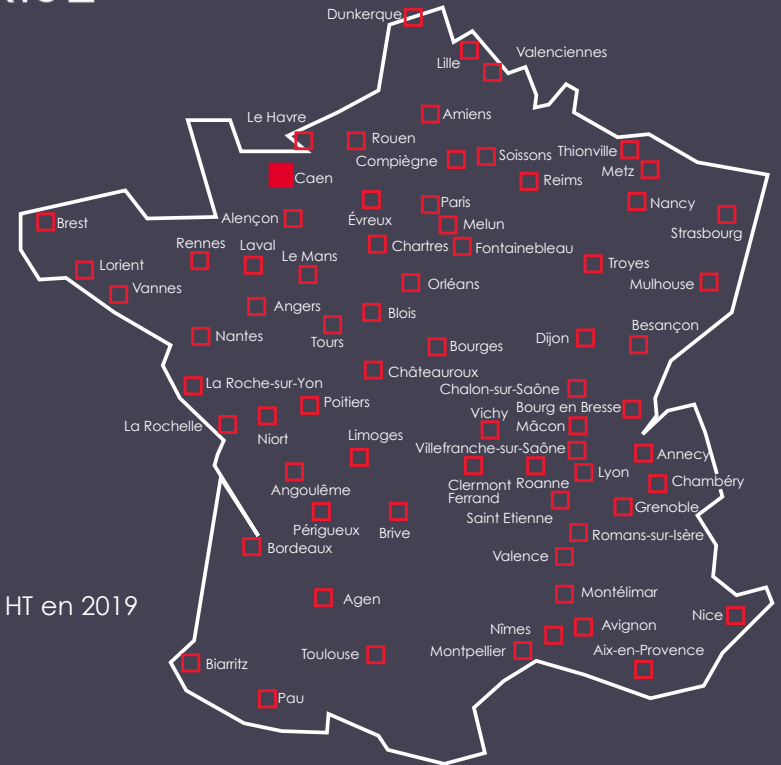 Dunkerque
Lille
Valenciennes
Amiens
Le Havre
Rouen
Compiègne
Soissons
Thionville
Metz
Reims
Caen
Nancy
Strasbourg
Paris
Évreux
Alençon
Melun
Brest
Chartres
Fontainebleau
Rennes
Laval
Le Mans
Troyes
Lorient
Vannes
Orléans
Mulhouse
Angers
Blois
Tours
Nantes
Dijon
Besançon
Bourges
Châteauroux
La Roche-sur-Yon
Chalon-sur-Saône
Poitiers
Bourg en Bresse
La Rochelle
Niort
Vichy
Mâcon
Limoges
Villefranche-sur-Saône
Annecy
Angoulême
Clermont
Ferrand
Roanne
Lyon
Chambéry
Périgueux
Brive
Saint Etienne
Grenoble
Bordeaux
Romans-sur-Isère
Valence
Agen
Montélimar
HT en 2019
Nice
Nîmes
Avignon
Biarritz
Toulouse
Montpellier
Aix-en-Provence
Pau